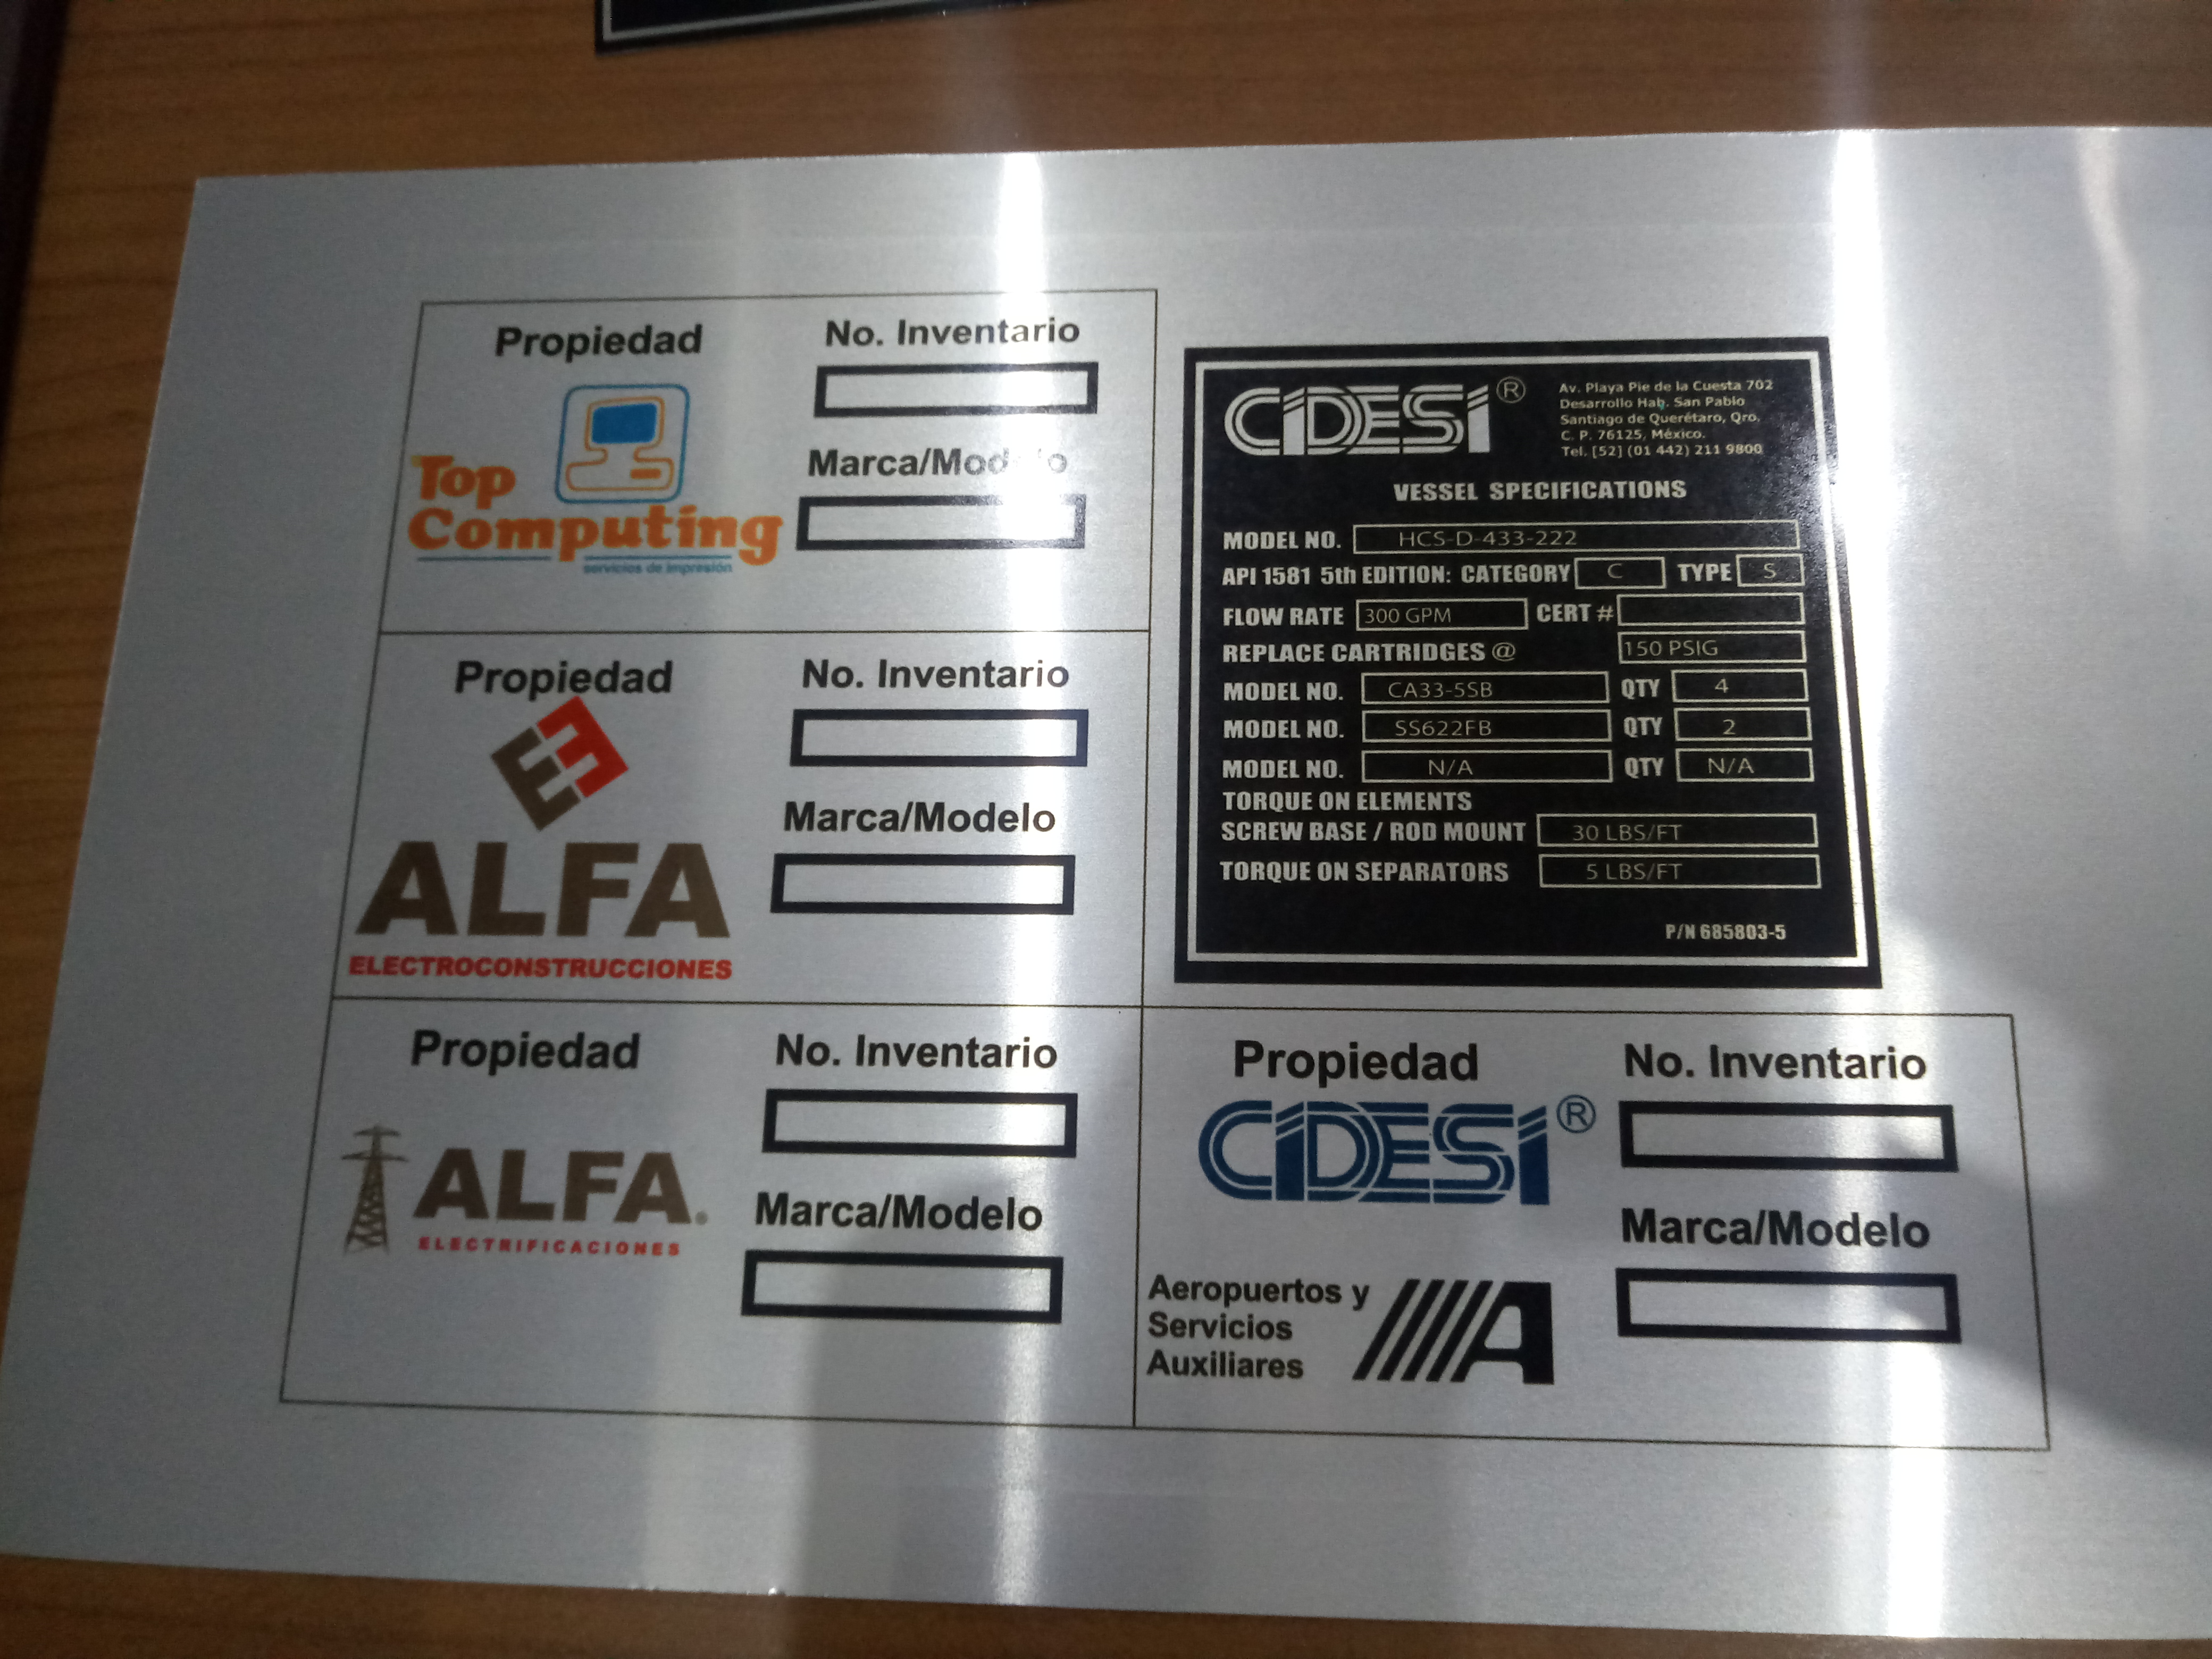 Propiedad
No. Inventario
Top
Computing
servicios de impresión
Marca/Modelo
Propiedad
No. Inventario
ALFA
ELECTROCONSTRUCCIONES
Marca/Modelo
Propiedad
No. Inventario
ALFA
ELECTRIFICACIONES
Marca/Modelo
CIDESI®
Av. Playa Pie de la Cuesta 702
Desarrollo Hab. San Pablo
Santiago de Querétaro, Qro.
C. P. 76125, México.
Tel. [52] (01 442) 211 9800
VESSEL SPECIFICATIONS
MODEL NO. HCS-D-433-222
API 1581 5th EDITION: CATEGORY C TYPE S
FLOW RATE 300 GPM CERT #
REPLACE CARTRIDGES @ 150 PSIG
MODEL NO. CA33-5SB QTY 4
MODEL NO. SS622FB QTY 2
MODEL NO. N/A QTY N/A
TORQUE ON ELEMENTS
SCREW BASE / ROD MOUNT 30 LBS/FT
TORQUE ON SEPARATORS 5 LBS/FT
P/N 685803-5
Propiedad
No. Inventario
CIDESI®
Marca/Modelo
Aeropuertos y
Servicios
Auxiliares